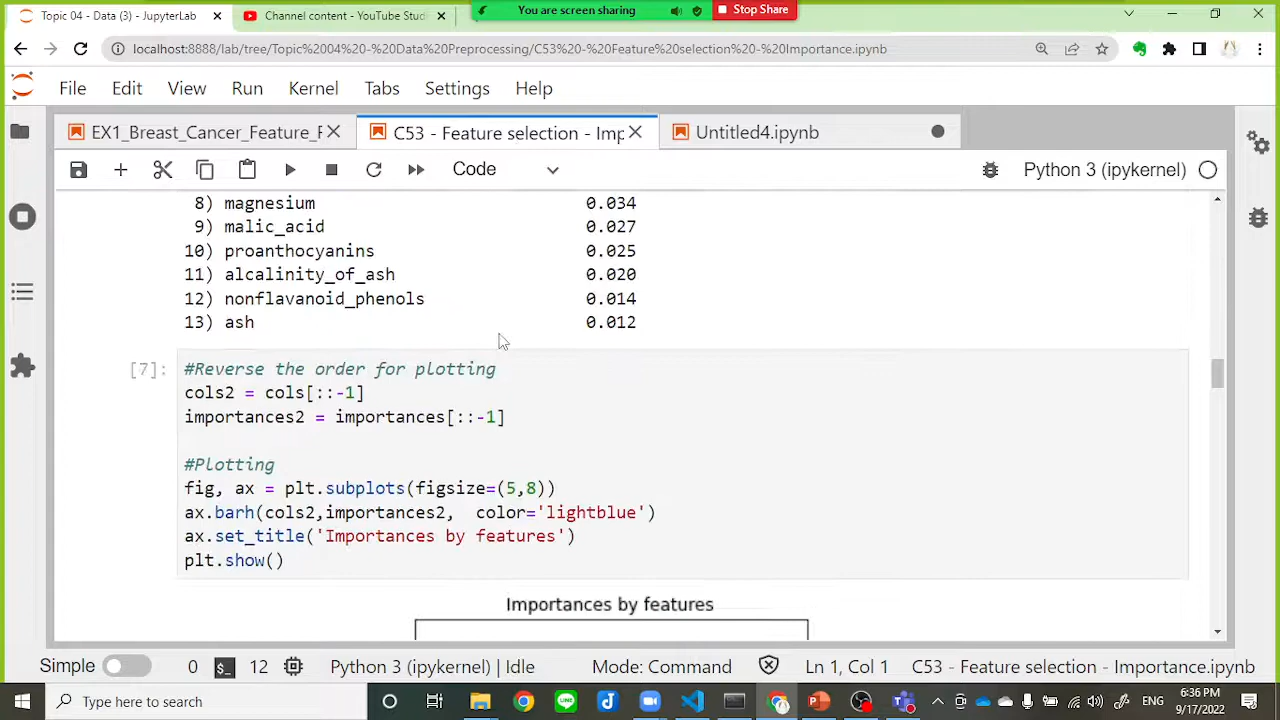 Topic 04 - Data (3) - JupyterLab
Channel content - YouTube Studi
You are screen sharing
Stop Share
localhost:8888/lab/tree/Topic%2004%20-%20Data%20Preprocessing/C53%20-%20Feature%20selection%20-%20Importance.ipynb
File Edit View Run Kernel Tabs Settings Help
EX1_Breast_Cancer_Feature_F
C53 - Feature selection - Imp
Untitled4.ipynb
Code
Python 3 (ipykernel)
8) magnesium 0.034
9) malic_acid 0.027
10) proanthocyanins 0.025
11) alcalinity_of_ash 0.020
12) nonflavanoid_phenols 0.014
13) ash 0.012
[7]:
#Reverse the order for plotting
cols2 = cols[::-1]
importances2 = importances[::-1]
#Plotting
fig, ax = plt.subplots(figsize=(5,8))
ax.barh(cols2,importances2,  color='lightblue')
ax.set_title('Importances by features')
plt.show()
Importances by features
Simple 0 12 Python 3 (ipykernel) | Idle Mode: Command Ln 1, Col 1 C53 - Feature selection - Importance.ipynb
Type here to search
ENG
6:36 PM
9/17/2022